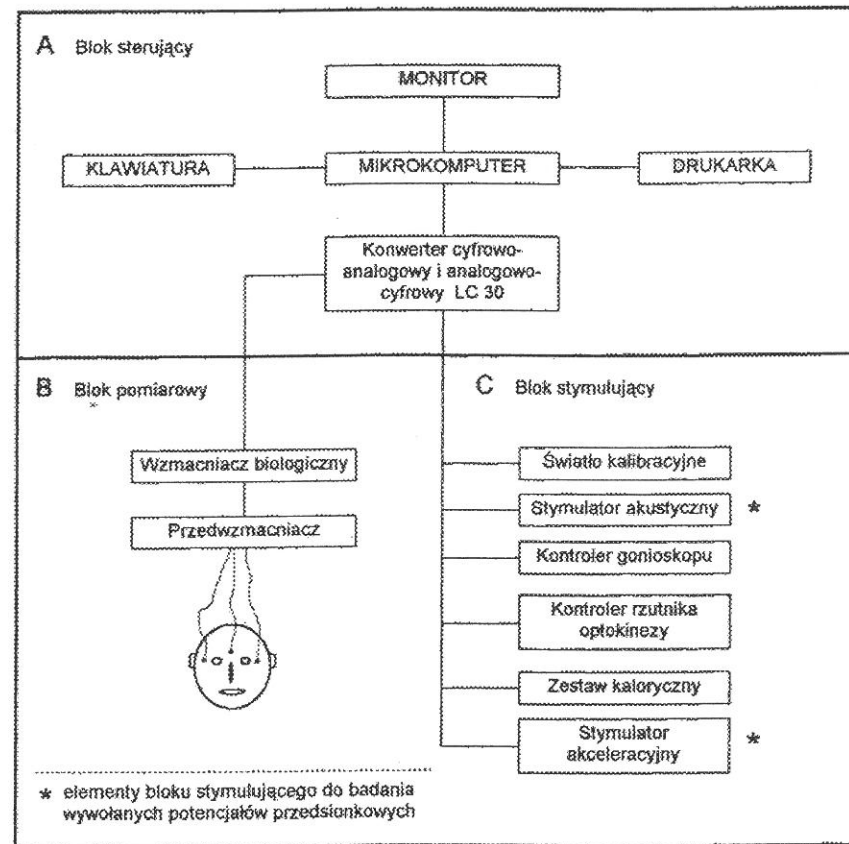 A Blok sterujący
MONITOR
KLAWIATURA
MIKROKOMPUTER
DRUKARKA
Konwerter cyfrowo-
analogowy i analogowo-
cyfrowy LC 30
B Blok pomiarowy
Wzmacniacz biologiczny
Przedwzmacniacz
C Blok stymulujący
Światło kalibracyjne
Stymulator akustyczny *
Kontroler gonioskopu
Kontroler rzutnika
optokinezy
Zestaw kaloryczny
Stymulator
akceleracyjny *
* elementy bloku stymulującego do badania
wywołanych potencjałów przedsionkowych